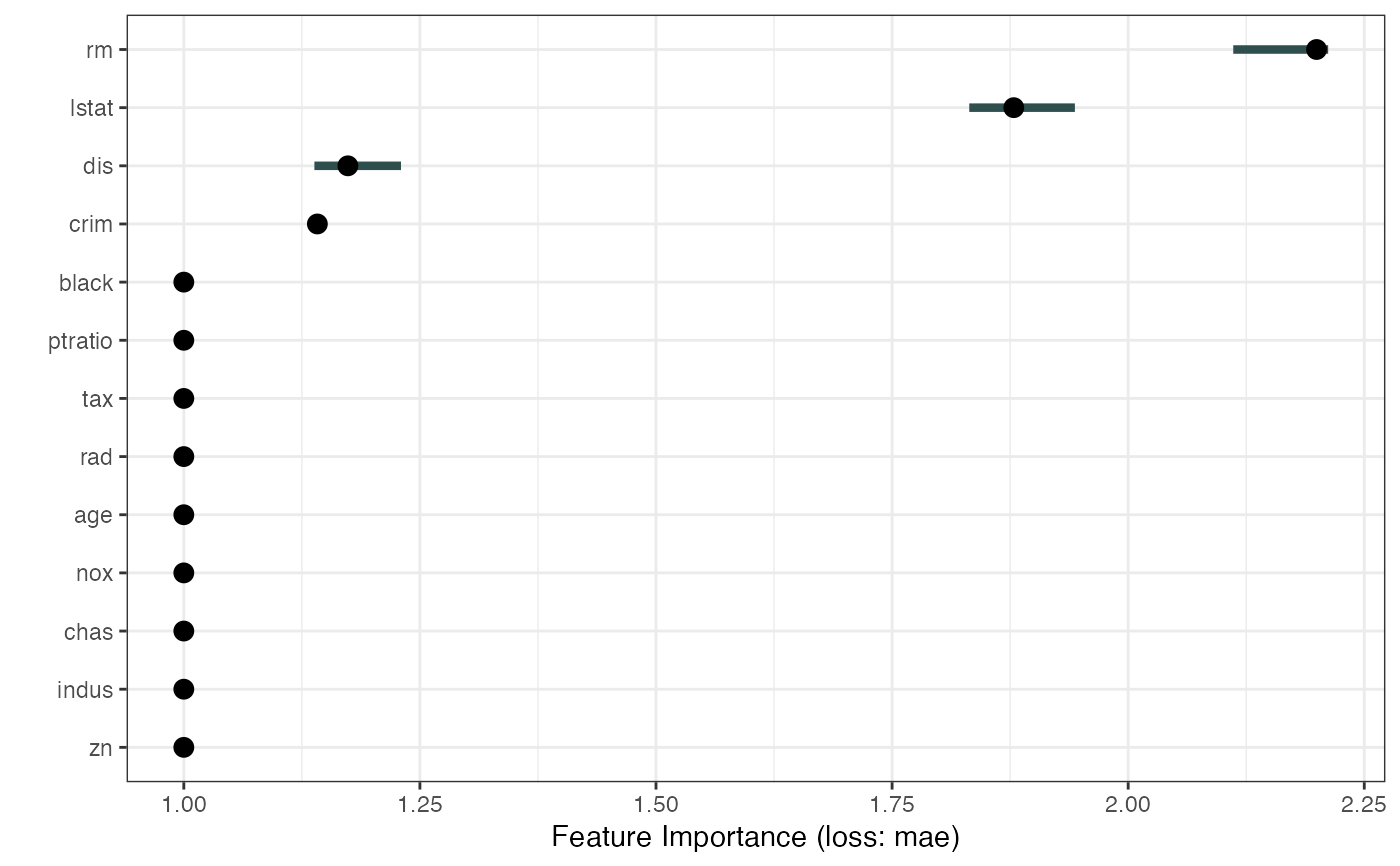 rm
lstat
dis
crim
black
ptratio
tax
rad
age
nox
chas
indus
zn
1.00 1.25 1.50 1.75 2.00 2.25
Feature Importance (loss: mae)